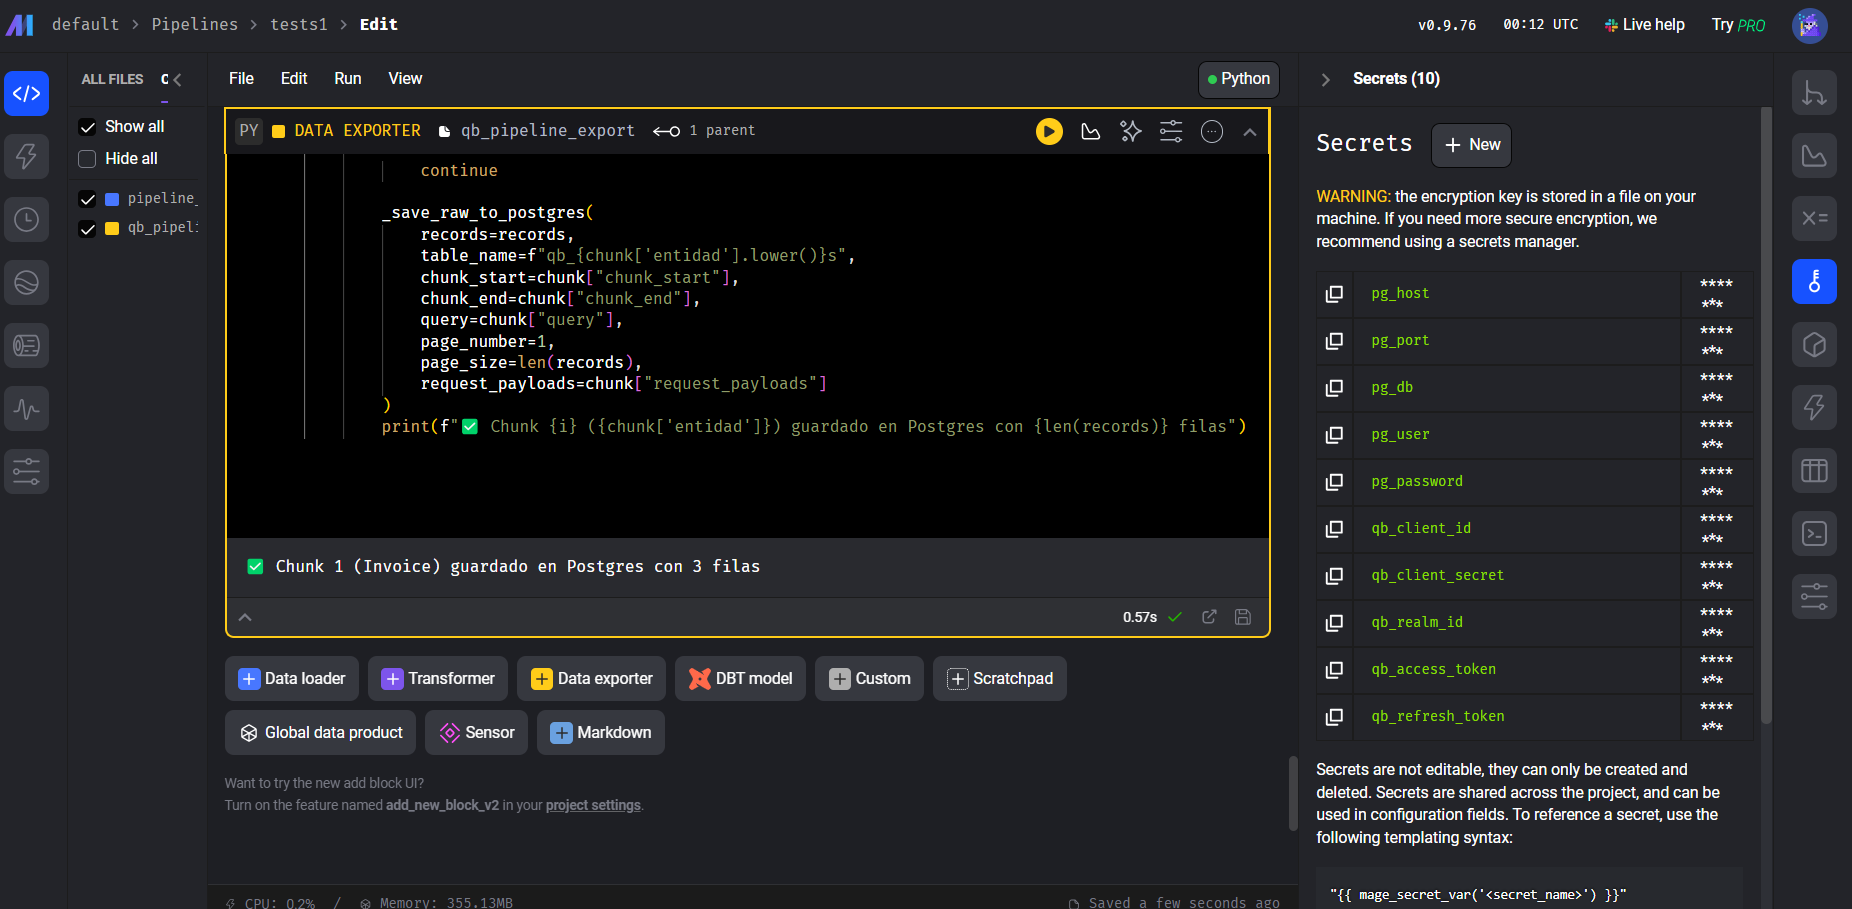 default > Pipelines > tests1 > Edit
v0.9.76 00:12 UTC Live help Try PRO
ALL FILES
Show all
Hide all
pipeline_
qb_pipeli
File Edit Run View
Python
PY DATA EXPORTER qb_pipeline_export 1 parent
continue
_save_raw_to_postgres(
records=records,
table_name=f"qb_{chunk['entidad'].lower()}s",
chunk_start=chunk["chunk_start"],
chunk_end=chunk["chunk_end"],
query=chunk["query"],
page_number=1,
page_size=len(records),
request_payloads=chunk["request_payloads"]
)
print(f"✅ Chunk {i} ({chunk['entidad']}) guardado en Postgres con {len(records)} filas")
✅ Chunk 1 (Invoice) guardado en Postgres con 3 filas
0.57s
Data loader
Transformer
Data exporter
DBT model
Custom
Scratchpad
Global data product
Sensor
Markdown
Want to try the new add block UI?
Turn on the feature named add_new_block_v2 in your project settings.
CPU: 0.2% / Memory: 355.13MB
Saved a few seconds ago
Secrets (10)
Secrets
+ New
WARNING: the encryption key is stored in a file on your
machine. If you need more secure encryption, we
recommend using a secrets manager.
pg_host *******
pg_port *******
pg_db *******
pg_user *******
pg_password *******
qb_client_id *******
qb_client_secret *******
qb_realm_id *******
qb_access_token *******
qb_refresh_token *******
Secrets are not editable, they can only be created and
deleted. Secrets are shared across the project, and can be
used in configuration fields. To reference a secret, use the
following templating syntax:
"{{ mage_secret_var('<secret_name>') }}"